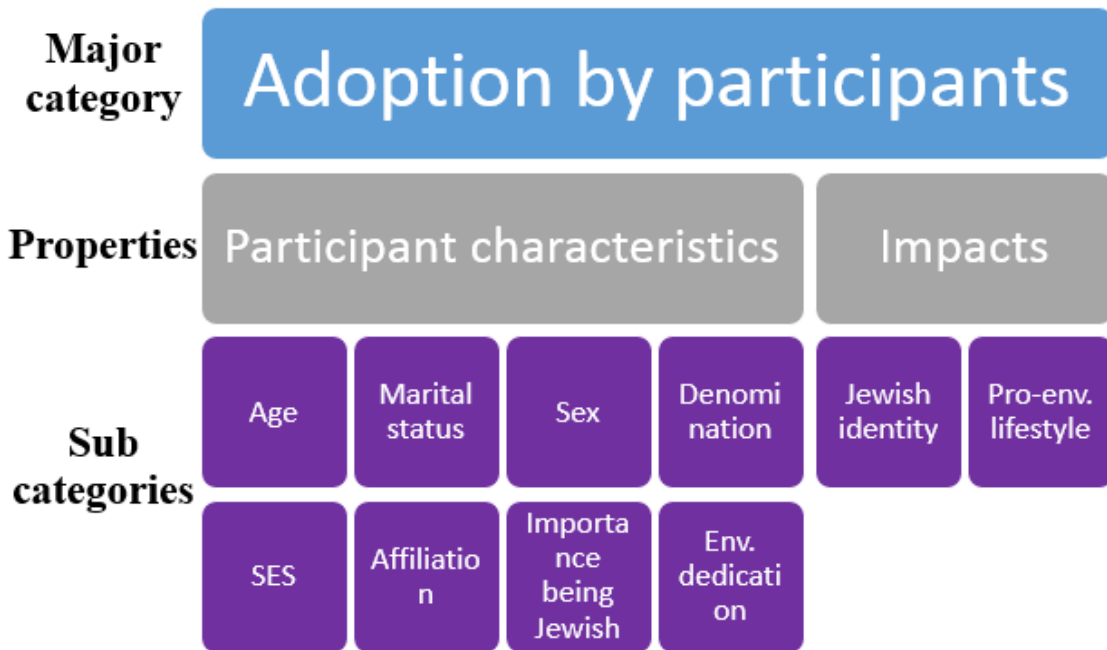 Major
category
Adoption by participants
Properties
Participant characteristics
Impacts
Sub
categories
Age
Marital
status
Sex
Denomi
nation
Jewish
identity
Pro-env.
lifestyle
SES
Affiliatio
n
Importa
nce
being
Jewish
Env.
dedicati
on